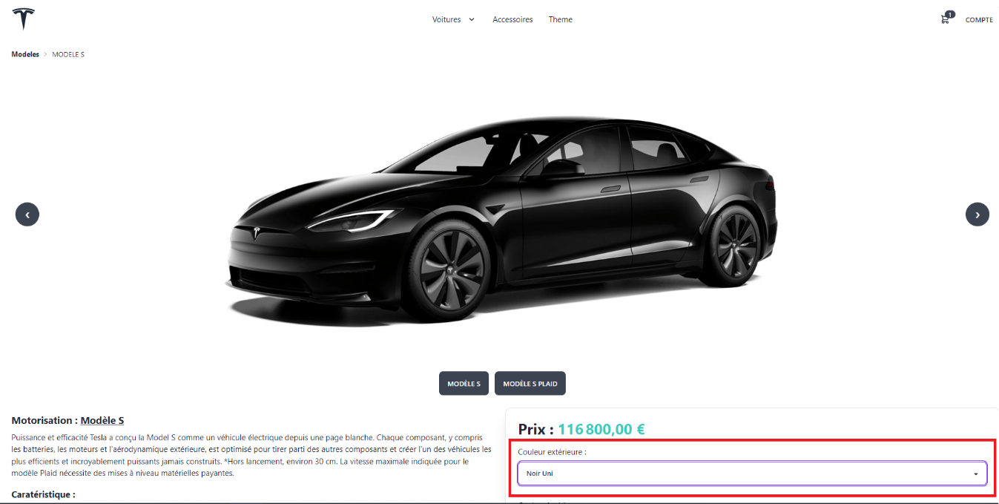 Voitures
Accessoires
Theme
1
COMPTE
Modeles > MODELE S
MODÈLE S
MODÈLE S PLAID
Motorisation : Modèle S
Puissance et efficacité Tesla a conçu la Model S comme un véhicule électrique depuis une page blanche. Chaque composant, y compris
les batteries, les moteurs et l'aérodynamique extérieure, est optimisé pour tirer parti des autres composants et créer l'un des véhicules les
plus efficients et incroyablement puissants jamais construits. *Hors lancement, environ 30 cm. La vitesse maximale indiquée pour le
modèle Plaid nécessite des mises à niveau matérielles payantes.
Caratéristique :
Prix : 116 800,00 €
Couleur extérieure :
Noir Uni